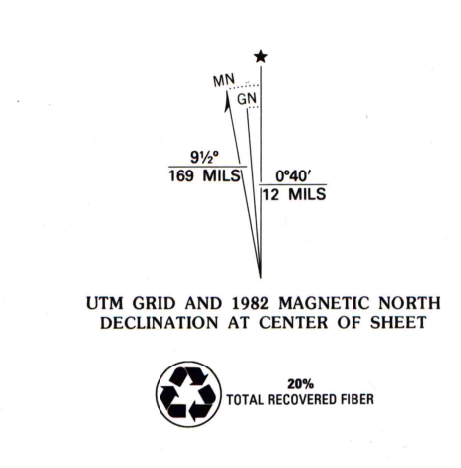 ★
MN
GN
9½°
169 MILS
0°40′
12 MILS
UTM GRID AND 1982 MAGNETIC NORTH
DECLINATION AT CENTER OF SHEET
20%
TOTAL RECOVERED FIBER